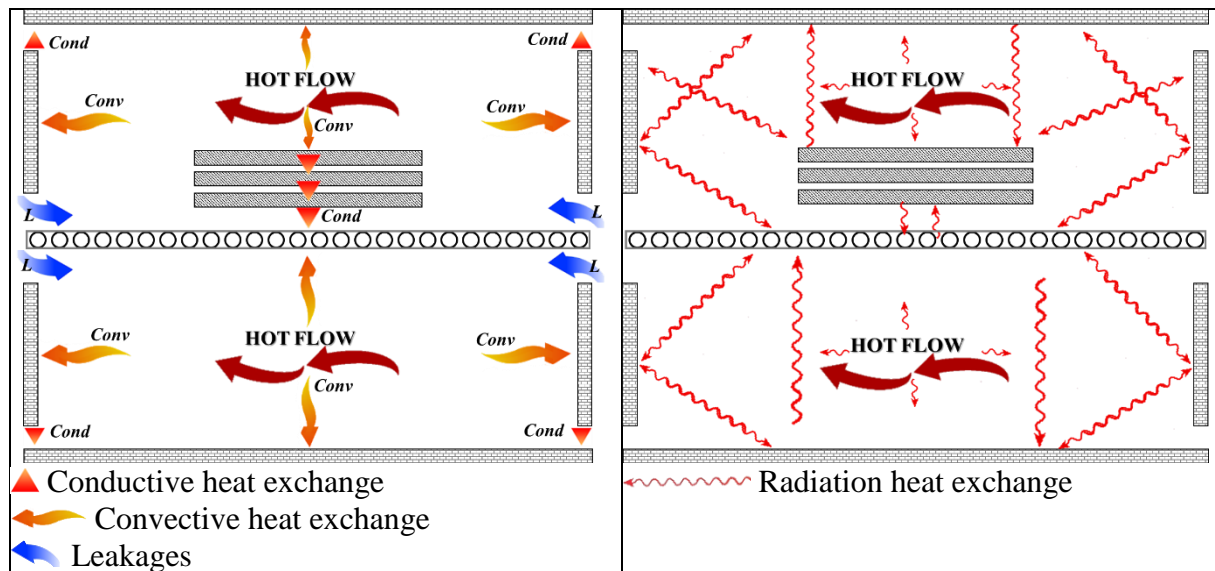 Cond
Cond
HOT FLOW
Conv
Conv
Conv
L
L
Cond
L
L
Conv
HOT FLOW
Conv
Conv
Cond
Cond
Conductive heat exchange
Convective heat exchange
Leakages
HOT FLOW
HOT FLOW
Radiation heat exchange